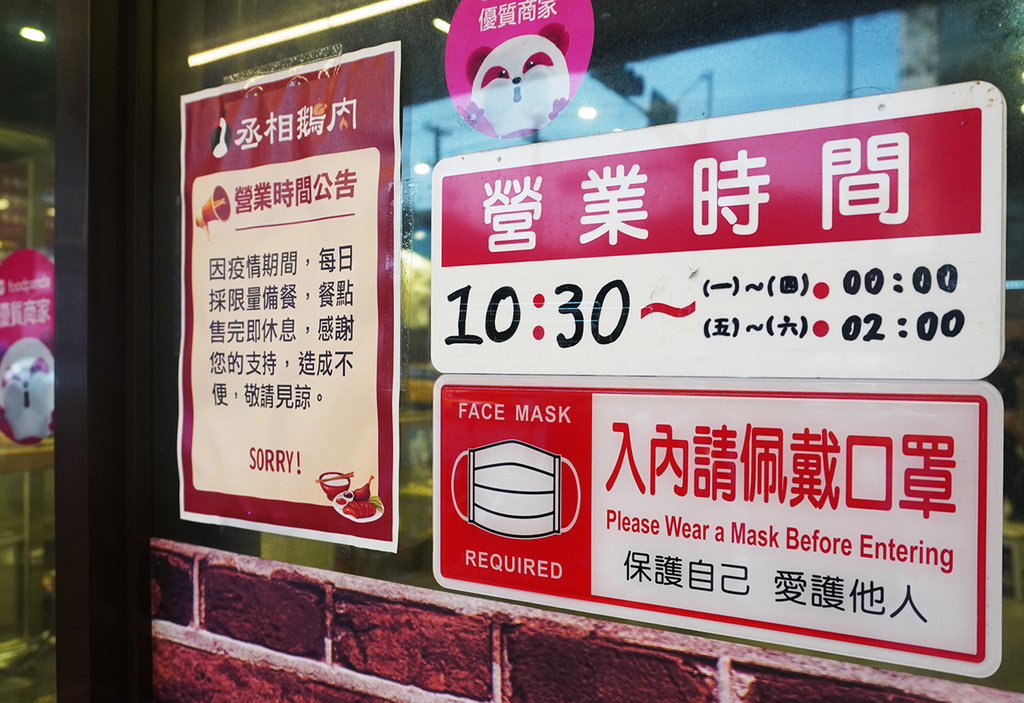 優質商家
丞相鵝肉
營業時間公告
因疫情期間，每日
採限量備餐，餐點
售完即休息，感謝
您的支持，造成不
便，敬請見諒。
SORRY!
營業時間
10:30～
(一)～(四)●00:00
(五)～(六)●02:00
FACE MASK
REQUIRED
入內請佩戴口罩
Please Wear a Mask Before Entering
保護自己 愛護他人
foodpanda
優質商家